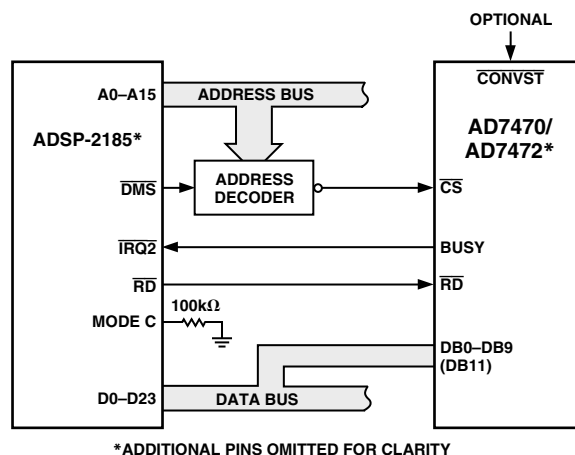 OPTIONAL
CONVST
A0–A15
ADDRESS BUS
ADSP-2185*
AD7470/
AD7472*
DMS
ADDRESS
DECODER
CS
IRQ2
BUSY
RD
RD
MODE C
100kΩ
DB0–DB9
(DB11)
D0–D23
DATA BUS
*ADDITIONAL PINS OMITTED FOR CLARITY